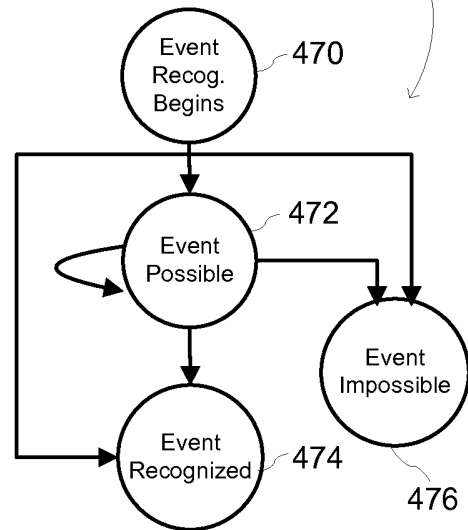 Event
Recog.
Begins
470
472
Event
Possible
Event
Impossible
Event
Recognized
474
476